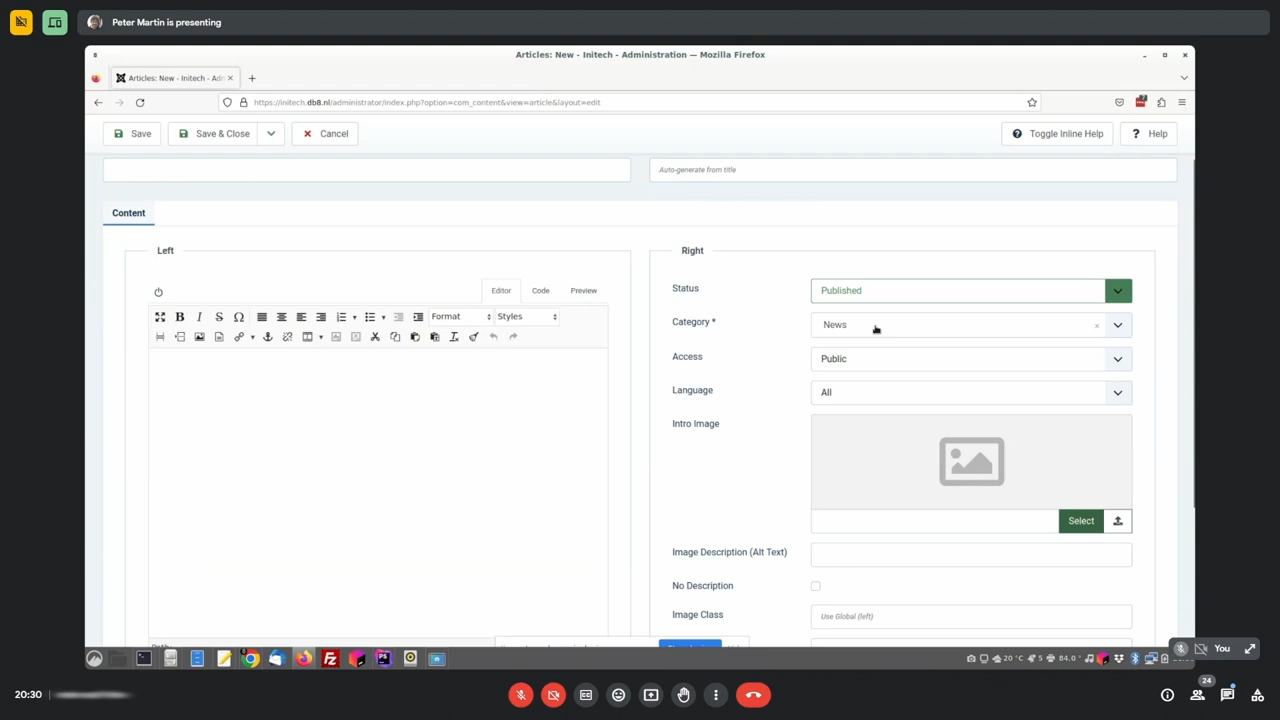 Peter Martin is presenting
Articles: New - Initech - Administration — Mozilla Firefox
Articles: New - Initech - Adm
https://initech.db8.nl/administrator/index.php?option=com_content&view=article&layout=edit
Save
Save & Close
Cancel
Toggle Inline Help
Help
Auto-generate from title
Content
Left
Right
Editor
Code
Preview
Format
Styles
Status
Published
Category *
News
Access
Public
Language
All
Intro Image
Select
Image Description (Alt Text)
No Description
Image Class
Use Global (left)
20 °C
5
84.0°
You
20:30
24